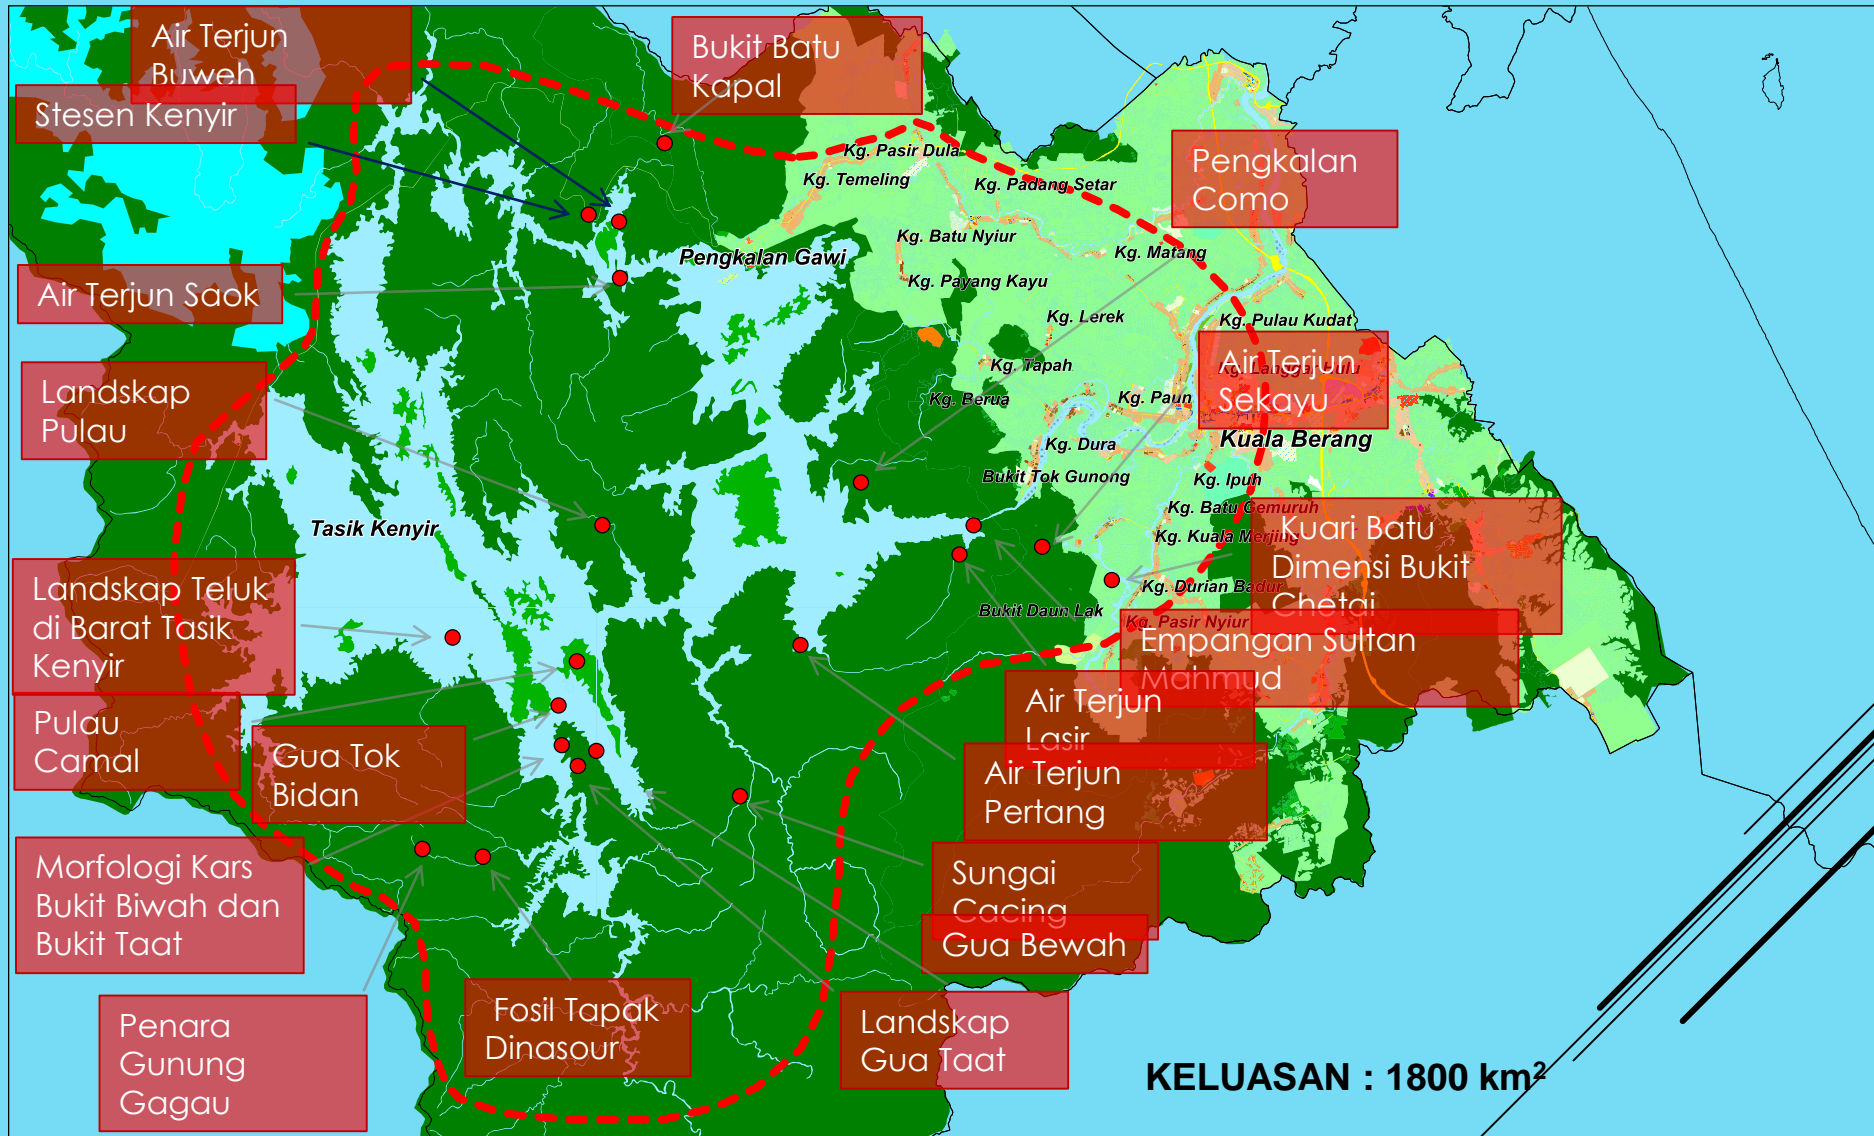 Air Terjun
Buweh
Bukit Batu
Kapal
Stesen Kenyir
Pengkalan
Como
Kg. Pasir Dula
Kg. Temeling
Kg. Padang Setar
Kg. Batu Nyiur
Kg. Matang
Pengkalan Gawi
Kg. Payang Kayu
Air Terjun Saok
Kg. Lerek
Kg. Pulau Kudat
Air Terjun
Sekayu
Kg. Langgar Hulu
Kg. Tapah
Landskap
Pulau
Kg. Berua
Kg. Paun
Kg. Dura
Kuala Berang
Bukit Tok Gunong
Kg. Ipuh
Kg. Batu Gemuruh
Tasik Kenyir
Kg. Kuala Merjing
Kuari Batu
Dimensi Bukit
Chetai
Kg. Durian Badur
Bukit Daun Lak
Kg. Pasir Nyiur
Landskap Teluk
di Barat Tasik
Kenyir
Empangan Sultan
Mahmud
Air Terjun
Lasir
Pulau
Camal
Gua Tok
Bidan
Air Terjun
Pertang
Morfologi Kars
Bukit Biwah dan
Bukit Taat
Sungai
Cacing
Gua Bewah
Penara
Gunung
Gagau
Fosil Tapak
Dinasour
Landskap
Gua Taat
KELUASAN : 1800 km²